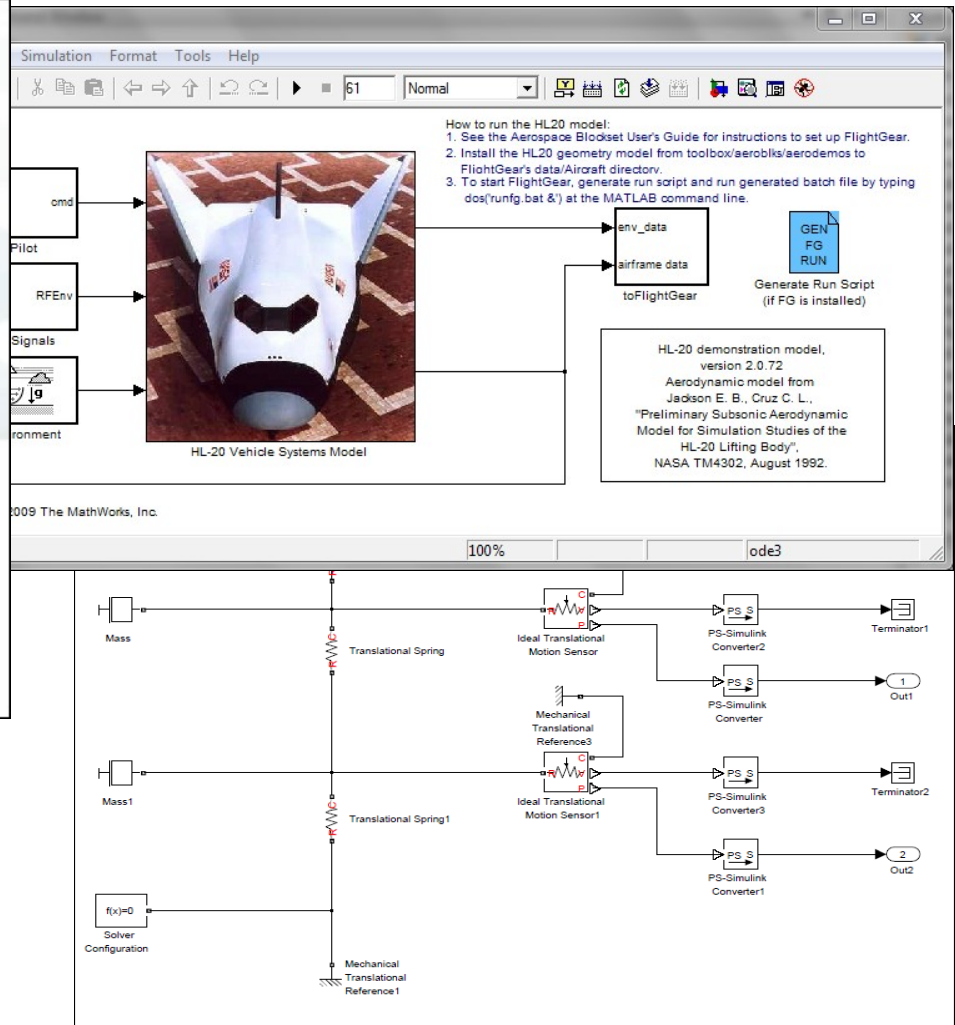 Simulation Format Tools Help
61 Normal
How to run the HL20 model:
1. See the Aerospace Blockset User's Guide for instructions to set up FlightGear.
2. Install the HL20 geometry model from toolbox/aeroblks/aerodemos to
FlightGear's data/Aircraft directory.
3. To start FlightGear, generate run script and run generated batch file by typing
dos('runfg.bat &') at the MATLAB command line.
cmd
Pilot
RFEnv
Signals
g
ronment
HL-20 Vehicle Systems Model
env_data
airframe data
toFlightGear
GEN
FG
RUN
Generate Run Script
(if FG is installed)
HL-20 demonstration model,
version 2.0.72
Aerodynamic model from
Jackson E. B., Cruz C. L.,
"Preliminary Subsonic Aerodynamic
Model for Simulation Studies of the
HL-20 Lifting Body",
NASA TM4302, August 1992.
2009 The MathWorks, Inc.
100% ode3
Mass
C
R
Translational Spring
R C V P
Ideal Translational
Motion Sensor
PS S
PS-Simulink
Converter2
Terminator1
PS S
PS-Simulink
Converter
1
Out1
Mechanical
Translational
Reference3
Mass1
C
R
Translational Spring1
R C V P
Ideal Translational
Motion Sensor1
PS S
PS-Simulink
Converter3
Terminator2
PS S
PS-Simulink
Converter1
2
Out2
f(x)=0
Solver
Configuration
Mechanical
Translational
Reference1